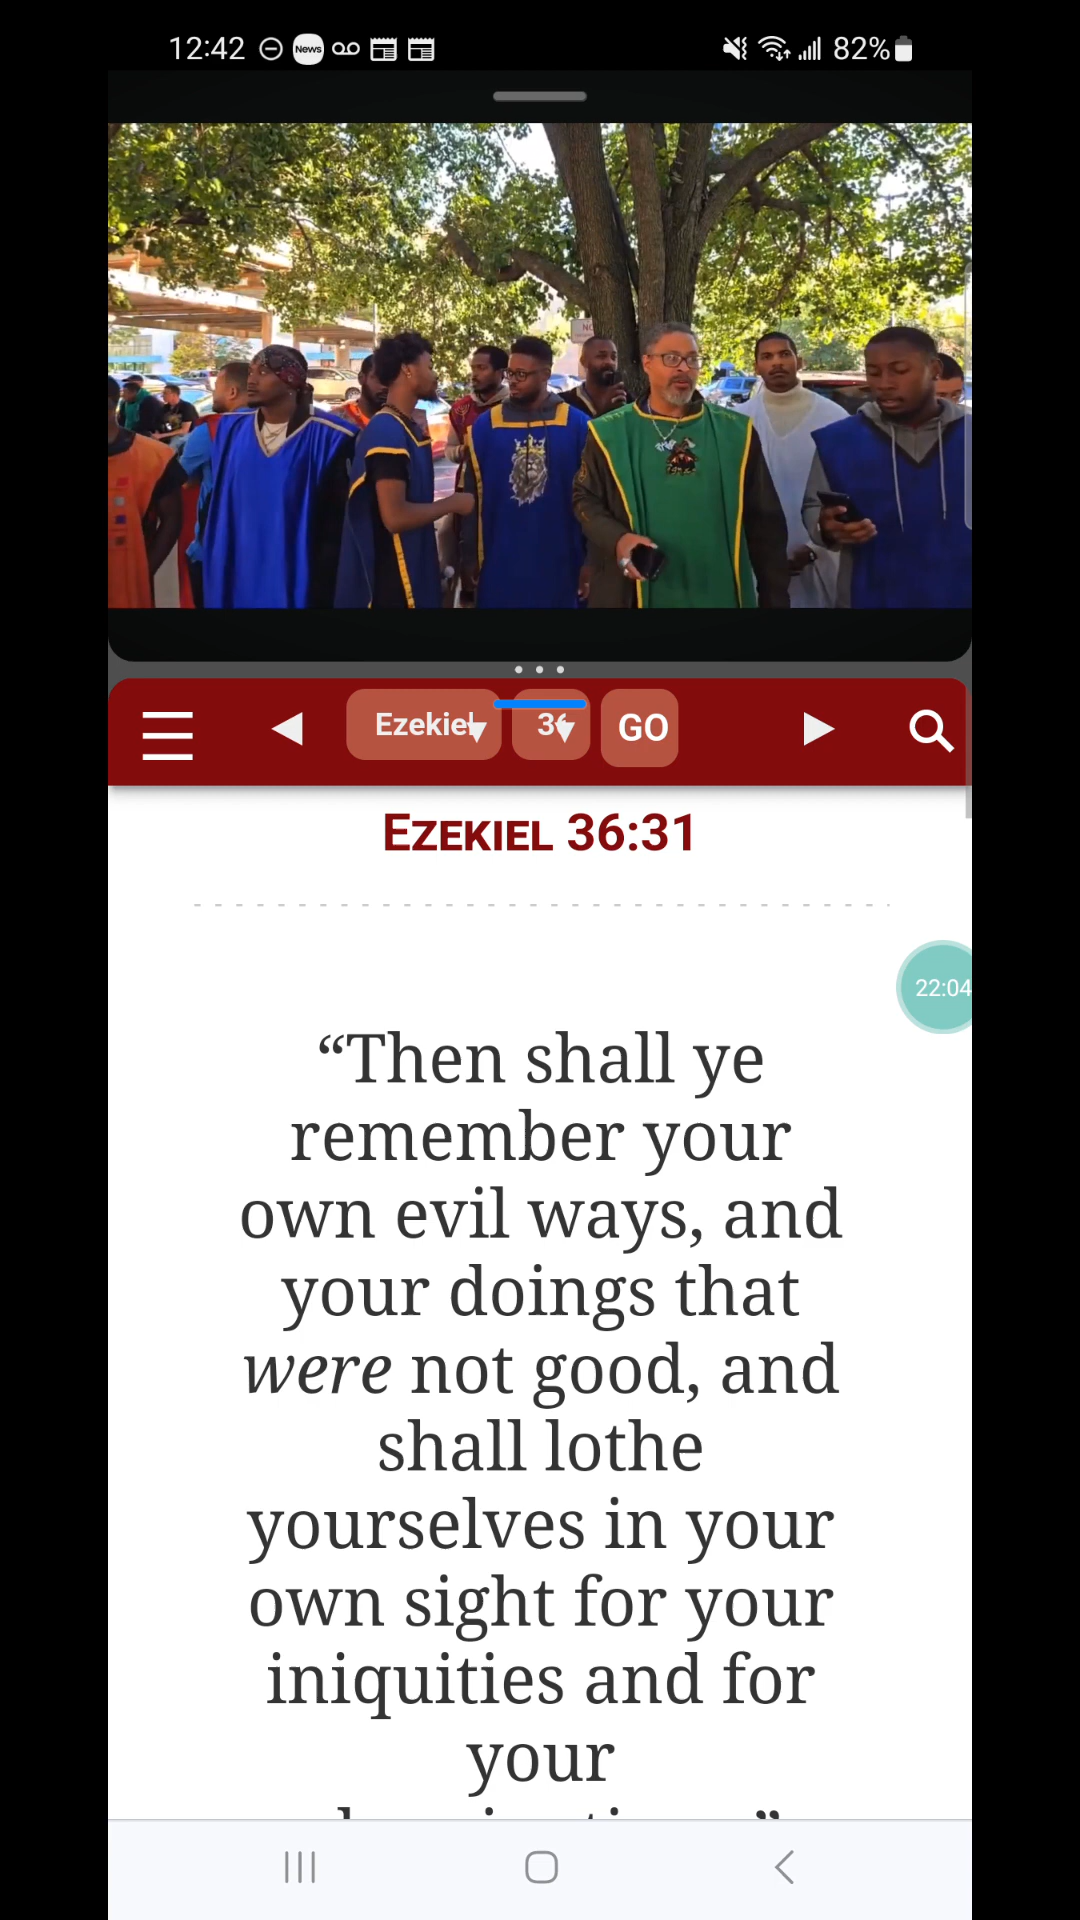 12:42 News 82%
NO
Ezekiel GO
Ezekiel 36:31
22:04
“Then shall ye
remember your
own evil ways, and
your doings that
were not good, and
shall lothe
yourselves in your
own sight for your
iniquities and for
your